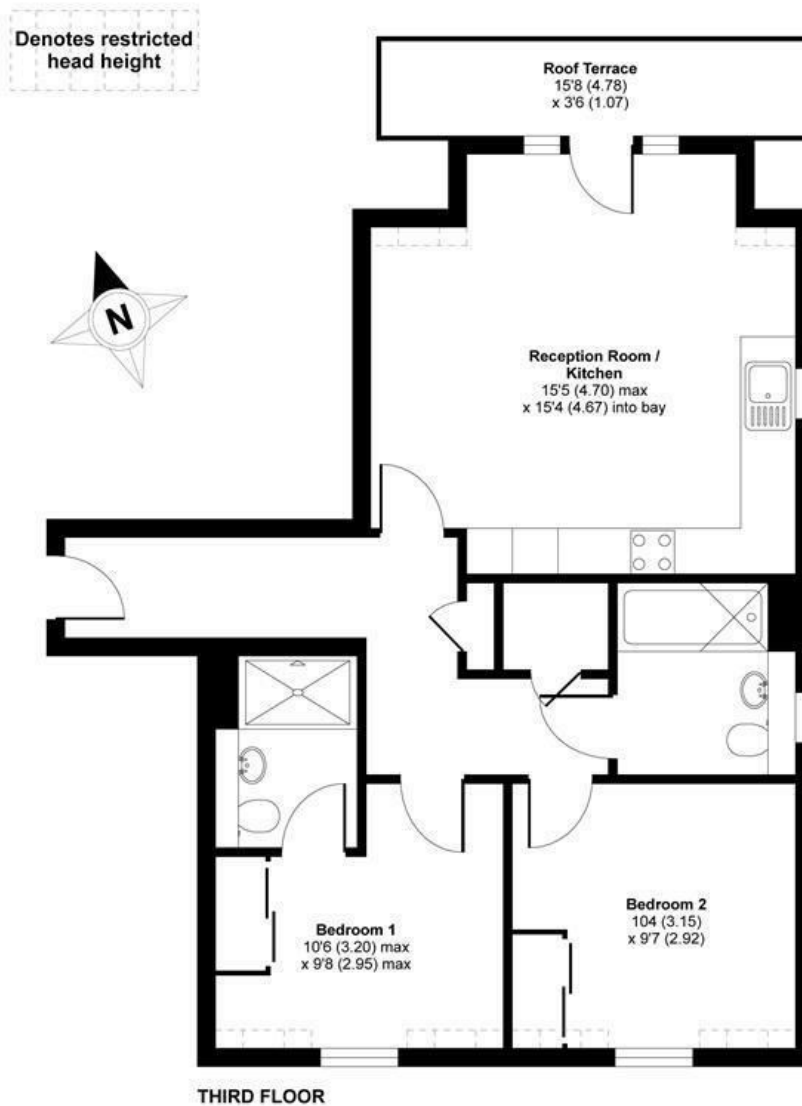 Denotes restricted
head height
Roof Terrace
15'8 (4.78)
x 3'6 (1.07)
N
Reception Room /
Kitchen
15'5 (4.70) max
x 15'4 (4.67) into bay
Bedroom 1
10'6 (3.20) max
x 9'8 (2.95) max
Bedroom 2
104 (3.15)
x 9'7 (2.92)
THIRD FLOOR